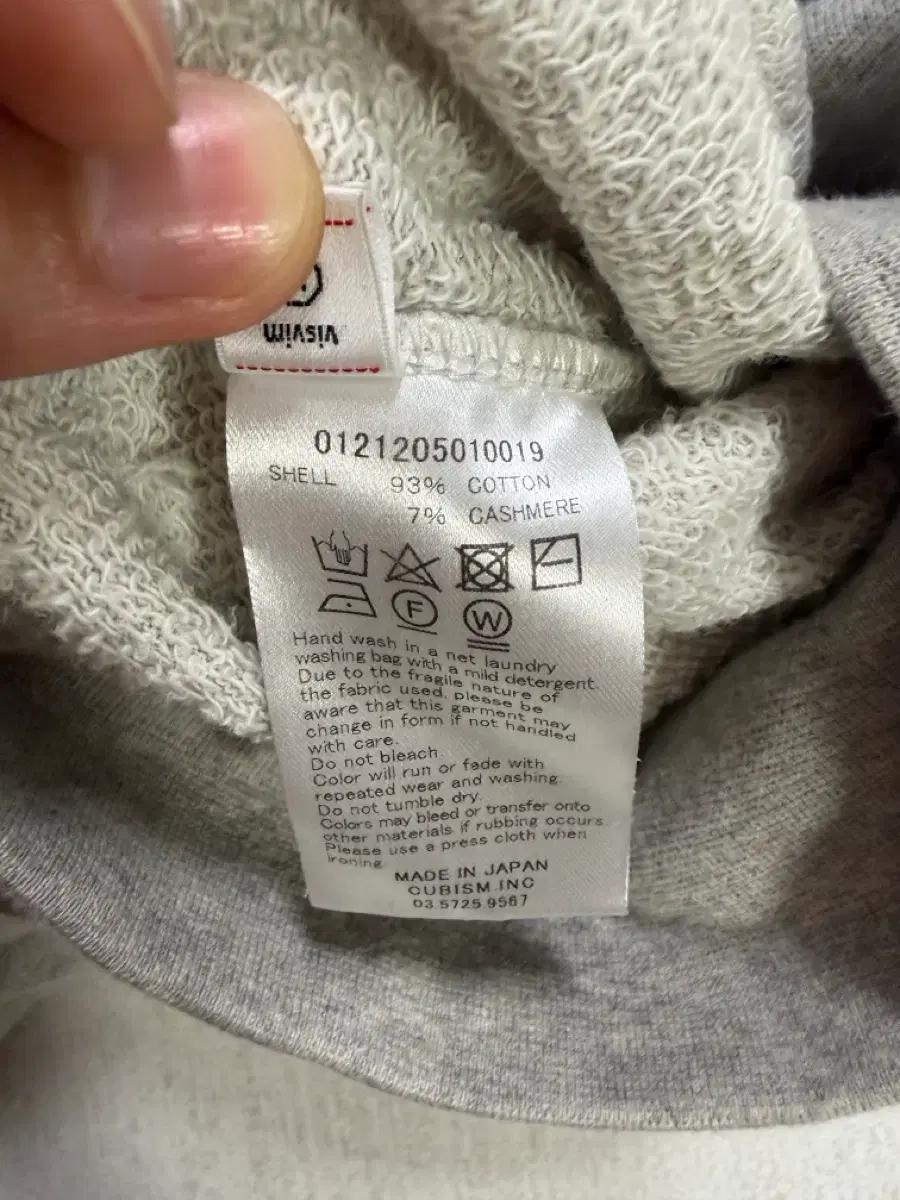 visvim
0121205010019
SHELL 93% COTTON
7% CASHMERE
F W
Hand wash in a net laundry
washing bag with a mild detergent.
Due to the fragile nature of
the fabric used, please be
aware that this garment may
change in form if not handled
with care.
Do not bleach.
Color will run or fade with
repeated wear and washing.
Do not tumble dry.
Colors may bleed or transfer onto
other materials if rubbing occurs.
Please use a press cloth when
ironing.
MADE IN JAPAN
CUBISM.INC
03 5725 9567